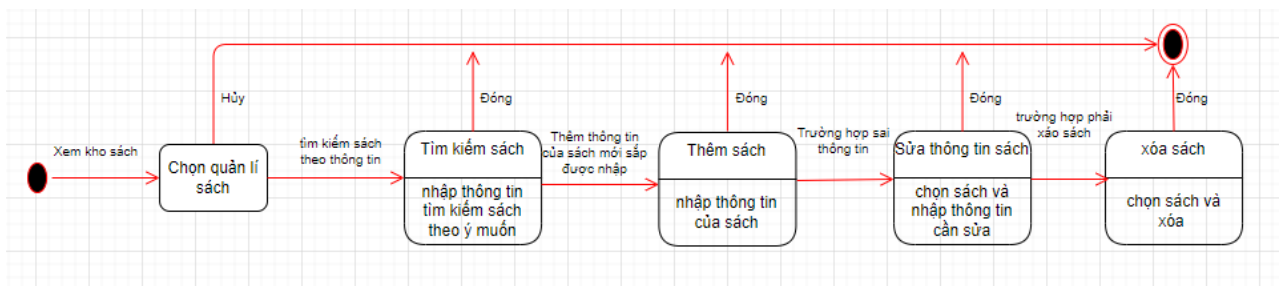 Xem kho sách
Chọn quản lí
sách
Hủy
tìm kiếm sách
theo thông tin
Tìm kiếm sách
nhập thông tin
tìm kiếm sách
theo ý muốn
Đóng
Thêm thông tin
của sách mới sắp
được nhập
Thêm sách
nhập thông tin
của sách
Đóng
Trường hợp sai
thông tin
Sửa thông tin sách
chọn sách và
nhập thông tin
cần sửa
Đóng
trường hợp phải
xáo sách
xóa sách
chọn sách và
xóa
Đóng